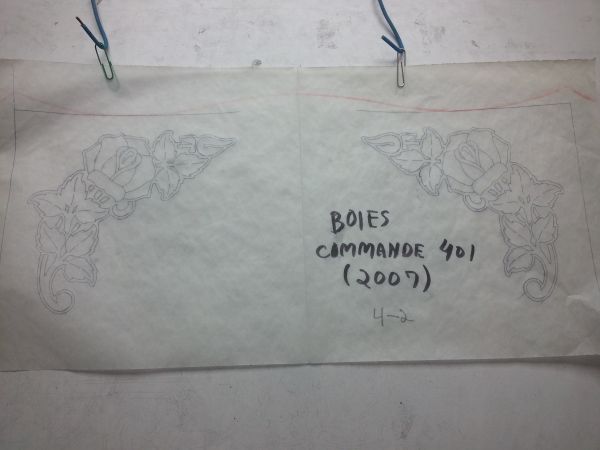 BOIES
COMMANDE 401
(2007)
4-2